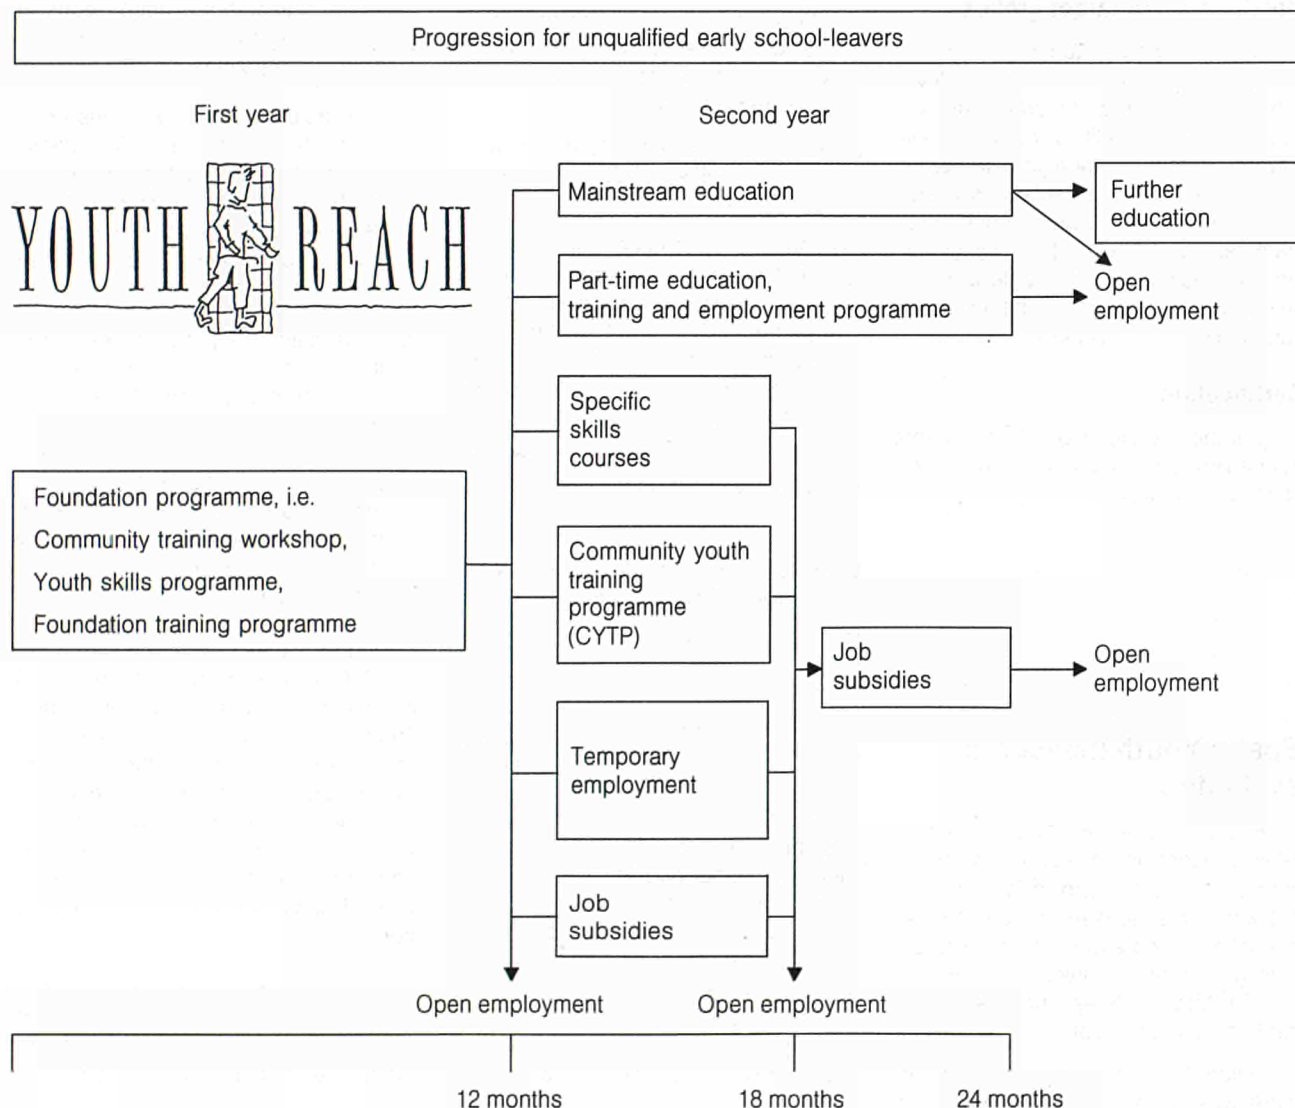 Progression for unqualified early school-leavers
First year
Second year
YOUTH REACH
Mainstream education
Further
education
Part-time education,
training and employment programme
Open
employment
Specific
skills
courses
Foundation programme, i.e.
Community training workshop,
Youth skills programme,
Foundation training programme
Community youth
training
programme
(CYTP)
Job
subsidies
Open
employment
Temporary
employment
Job
subsidies
Open employment
Open employment
12 months
18 months
24 months